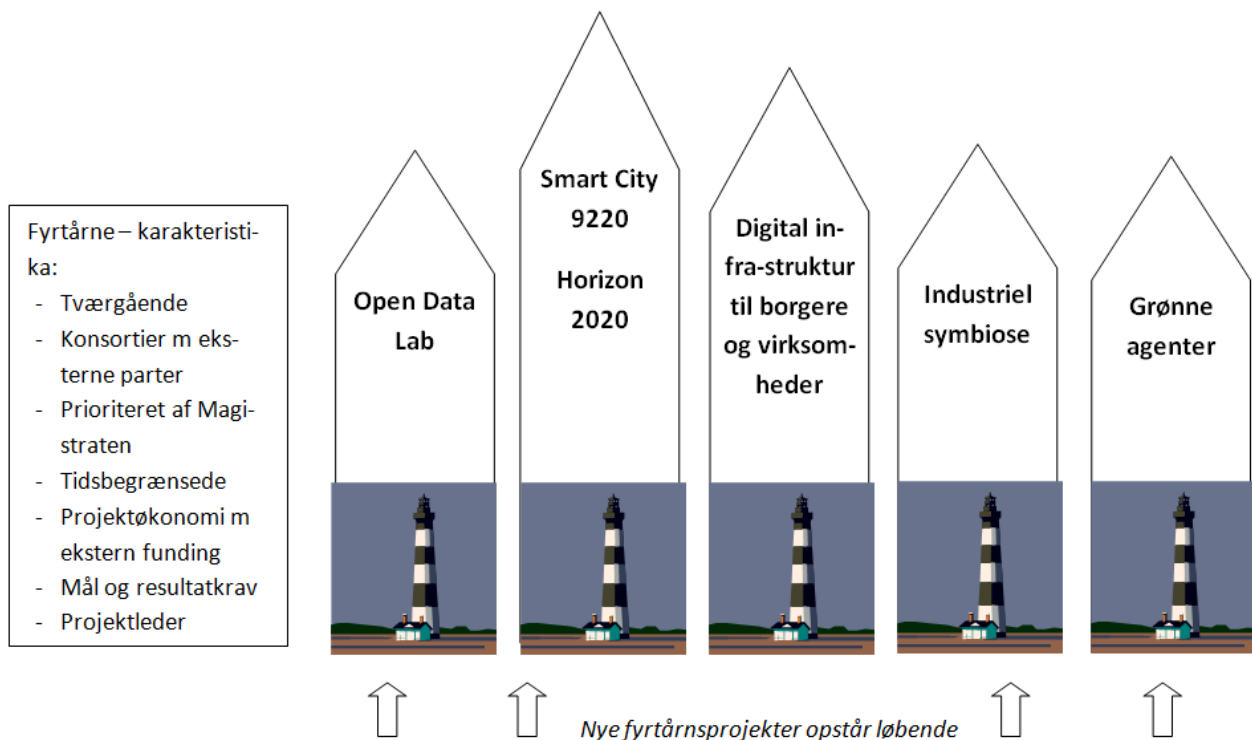 Fyrtårne – karakteristi-
ka:
- Tværgående
- Konsortier m eks-
sterne parter
- Prioriteret af Magi-
straten
- Tidsbegrænsede
- Projektøkonomi m
ekstern funding
- Mål og resultatkrav
- Projektleder
Open Data
Lab
Smart City
9220
Horizon
2020
Digital in-
fra-struktur
til borgere
og virksom-
heder
Industriel
symbiose
Grønne
agenter
Nye fyrtårnsprojekter opstår løbende